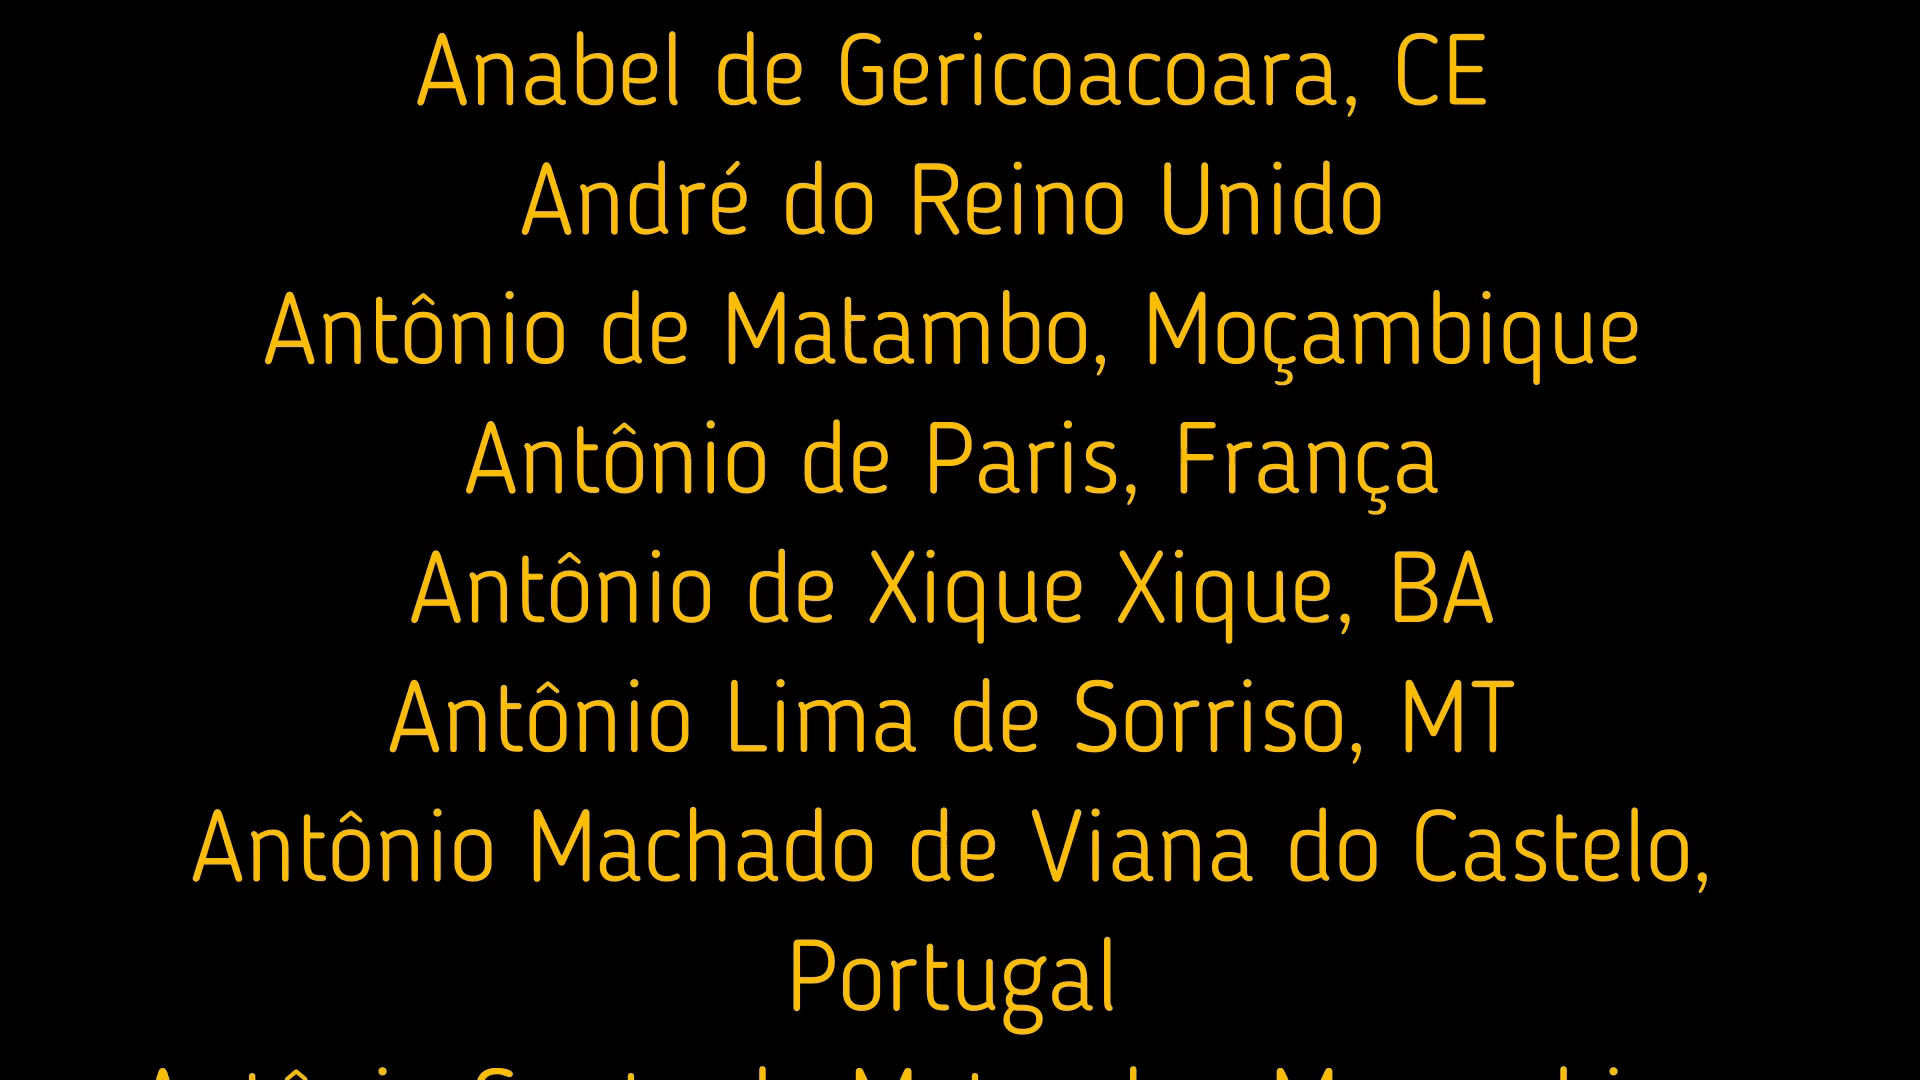 Anabel de Gericoacoara, CE
André do Reino Unido
Antônio de Matambo, Moçambique
Antônio de Paris, França
Antônio de Xique Xique, BA
Antônio Lima de Sorriso, MT
Antônio Machado de Viana do Castelo,
Portugal